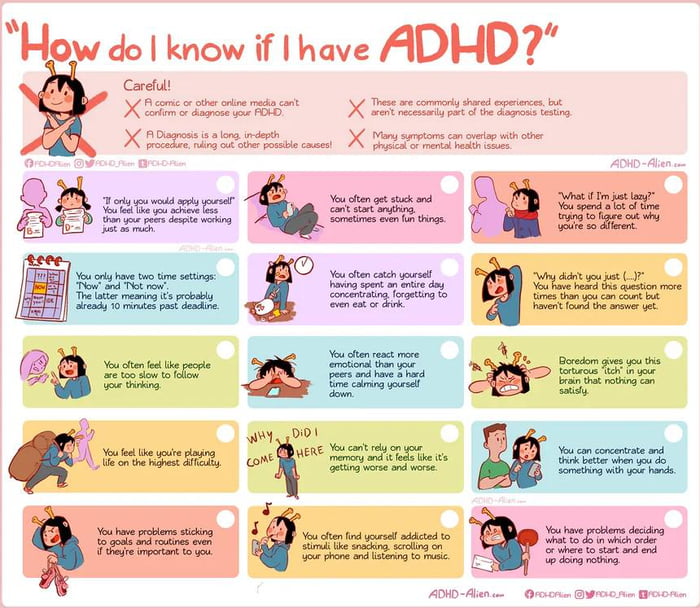 "How do I know if I have ADHD?"
Careful!
A comic or other online media can't
confirm or diagnose your ADHD.
These are commonly shared experiences, but
aren't necessarily part of the diagnosis testing.
A Diagnosis is a long, in-depth
procedure, ruling out other possible causes!
Many symptoms can overlap with other
physical or mental health issues.
ADHDAlien ADHD_Alien ADHD-Alien
ADHD-Alien.com
B-
D-
"If only you would apply yourself"
You feel like you achieve less
than your peers despite working
just as much.
You often get stuck and
can't start anything,
sometimes even fun things.
"What if I'm just lazy?"
You spend a lot of time
trying to figure out why
you're so different.
ADHD-Alien.com
???
NOW
You only have two time settings:
"Now" and "Not now".
The latter meaning it's probably
already 10 minutes past deadline.
You often catch yourself
having spent an entire day
concentrating, forgetting to
even eat or drink.
"Why didn't you just (....)?"
You have heard this question more
times than you can count but
haven't found the answer yet.
You often feel like people
are too slow to follow
your thinking.
You often react more
emotional than your
peers and have a hard
time calming yourself
down.
Boredom gives you this
torturous "itch" in your
brain that nothing can
satisfy.
You feel like you're playing
life on the highest difficulty.
WHY DiD I
COME HERE
You can't rely on your
memory and it feels like it's
getting worse and worse.
You can concentrate and
think better when you do
something with your hands.
ADHD-Alien.com
You have problems sticking
to goals and routines even
if they're important to you.
You often find yourself addicted to
stimuli like snacking, scrolling on
your phone and listening to music.
You have problems deciding
what to do in which order
or where to start and end
up doing nothing.
ADHD-Alien.com
ADHDAlien ADHD_Alien ADHD-Alien